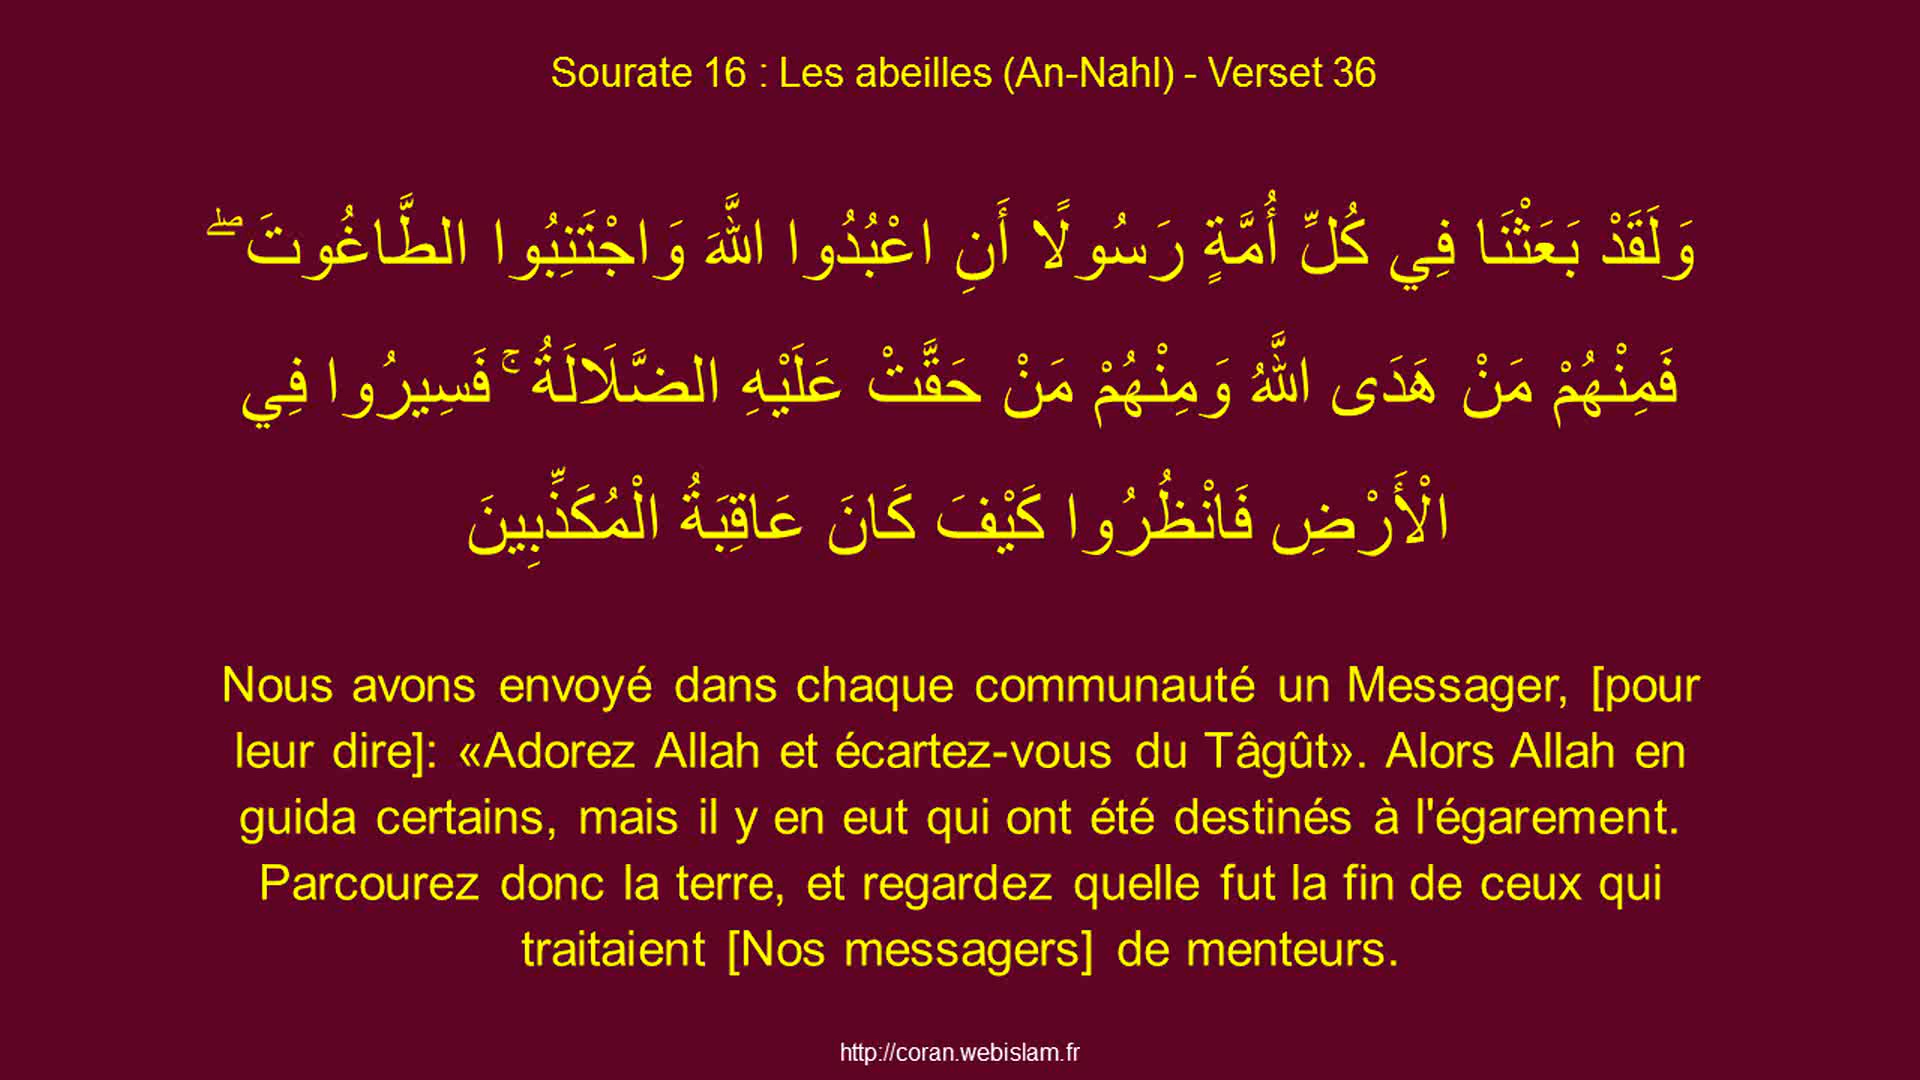 Sourate 16 : Les abeilles (An-Nahl) - Verset 36
وَلَقَدْ بَعَثْنَا فِي كُلِّ أُمَّةٍ رَسُولًا أَنِ اعْبُدُوا اللَّهَ وَاجْتَنِبُوا الطَّاغُوتَ ۖ
فَمِنْهُمْ مَنْ هَدَى اللَّهُ وَمِنْهُمْ مَنْ حَقَّتْ عَلَيْهِ الضَّلَالَةُ ۚ فَسِيرُوا فِي
الْأَرْضِ فَانْظُرُوا كَيْفَ كَانَ عَاقِبَةُ الْمُكَذِّبِينَ
Nous avons envoyé dans chaque communauté un Messager, [pour
leur dire]: «Adorez Allah et écartez-vous du Tâgût». Alors Allah en
guida certains, mais il y en eut qui ont été destinés à l'égarement.
Parcourez donc la terre, et regardez quelle fut la fin de ceux qui
traitaient [Nos messagers] de menteurs.
http://coran.webislam.fr